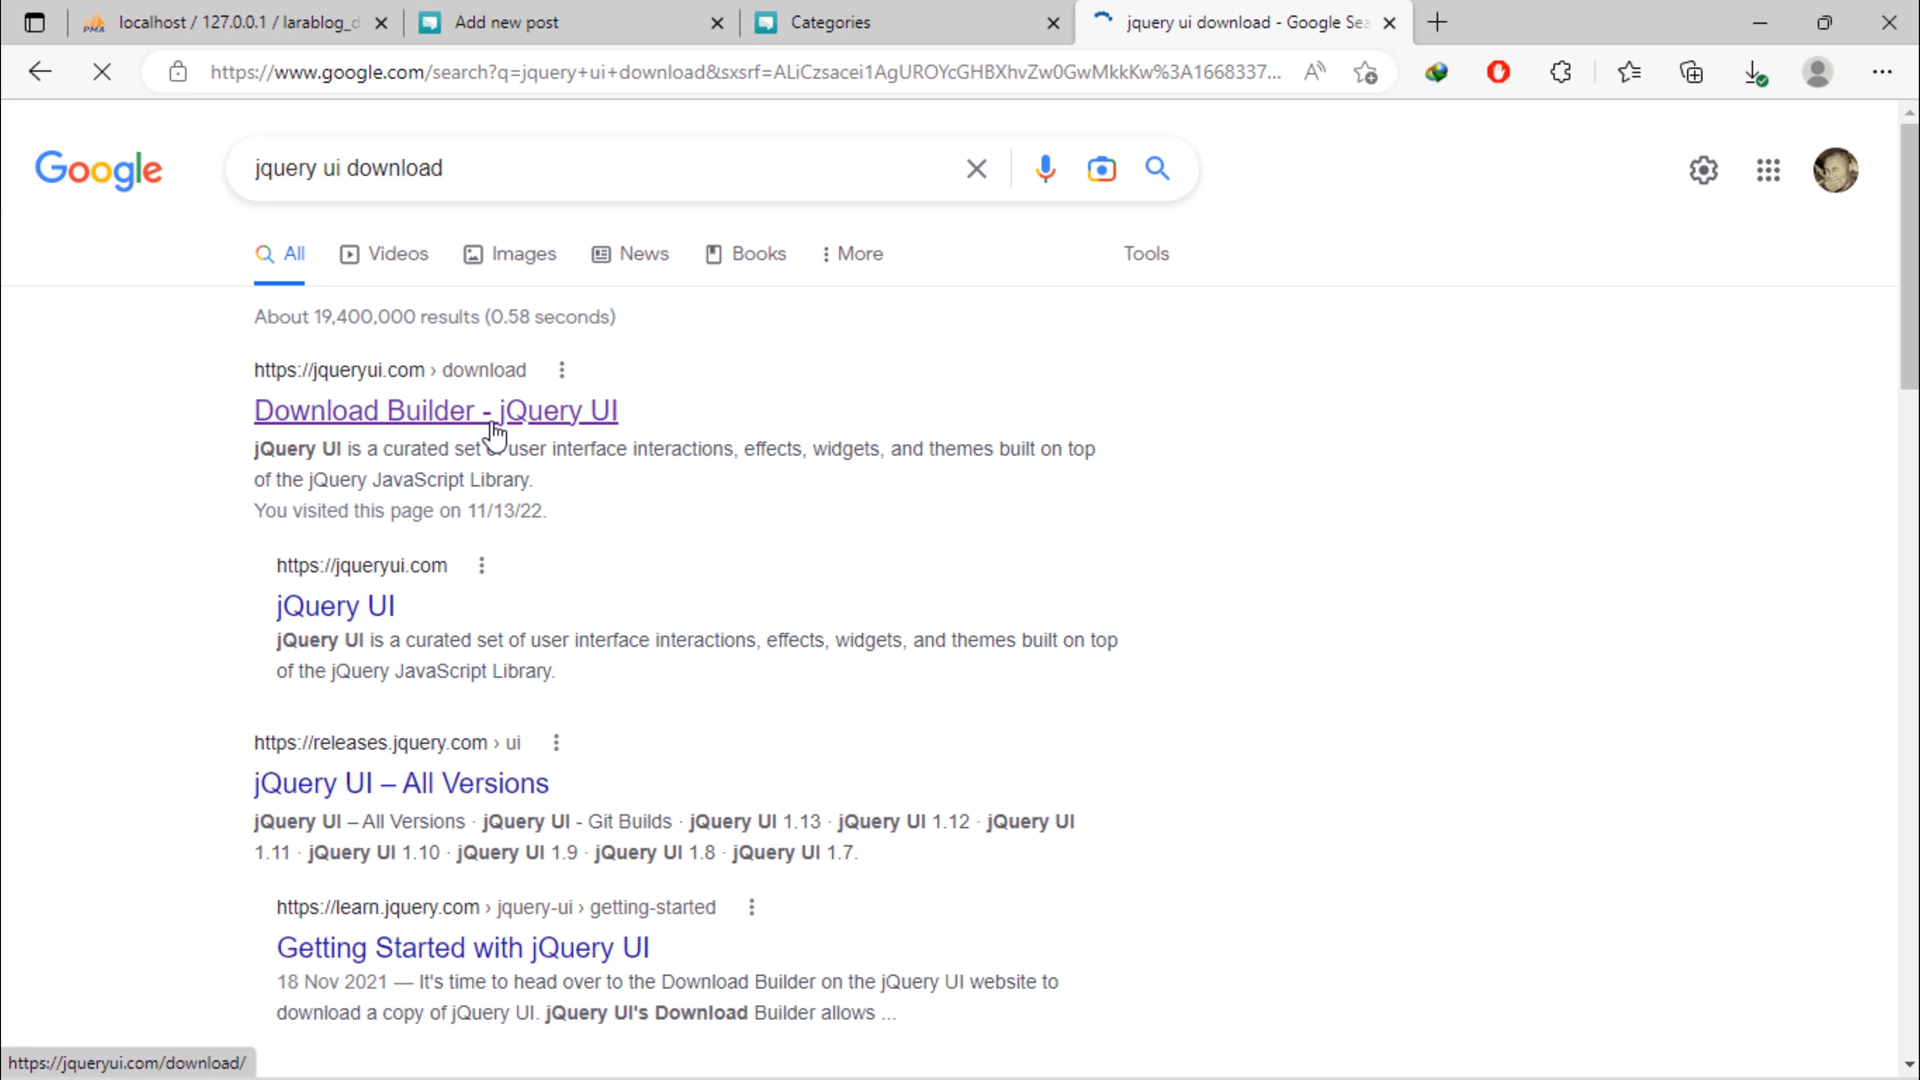 localhost / 127.0.0.1 / larablog_d
Add new post
Categories
jquery ui download - Google Sea
https://www.google.com/search?q=jquery+ui+download&sxsrf=ALiCzsacei1AgUROYcGHBXhvZw0GwMkkKw%3A1668337...
Google
jquery ui download
All
Videos
Images
News
Books
More
Tools
About 19,400,000 results (0.58 seconds)
https://jqueryui.com › download
Download Builder - jQuery UI
jQuery UI is a curated set of user interface interactions, effects, widgets, and themes built on top
of the jQuery JavaScript Library.
You visited this page on 11/13/22.
https://jqueryui.com
jQuery UI
jQuery UI is a curated set of user interface interactions, effects, widgets, and themes built on top
of the jQuery JavaScript Library.
https://releases.jquery.com › ui
jQuery UI – All Versions
jQuery UI – All Versions · jQuery UI - Git Builds · jQuery UI 1.13 · jQuery UI 1.12 · jQuery UI
1.11 · jQuery UI 1.10 · jQuery UI 1.9 · jQuery UI 1.8 · jQuery UI 1.7.
https://learn.jquery.com › jquery-ui › getting-started
Getting Started with jQuery UI
18 Nov 2021 — It's time to head over to the Download Builder on the jQuery UI website to
download a copy of jQuery UI. jQuery UI's Download Builder allows ...
https://jqueryui.com/download/